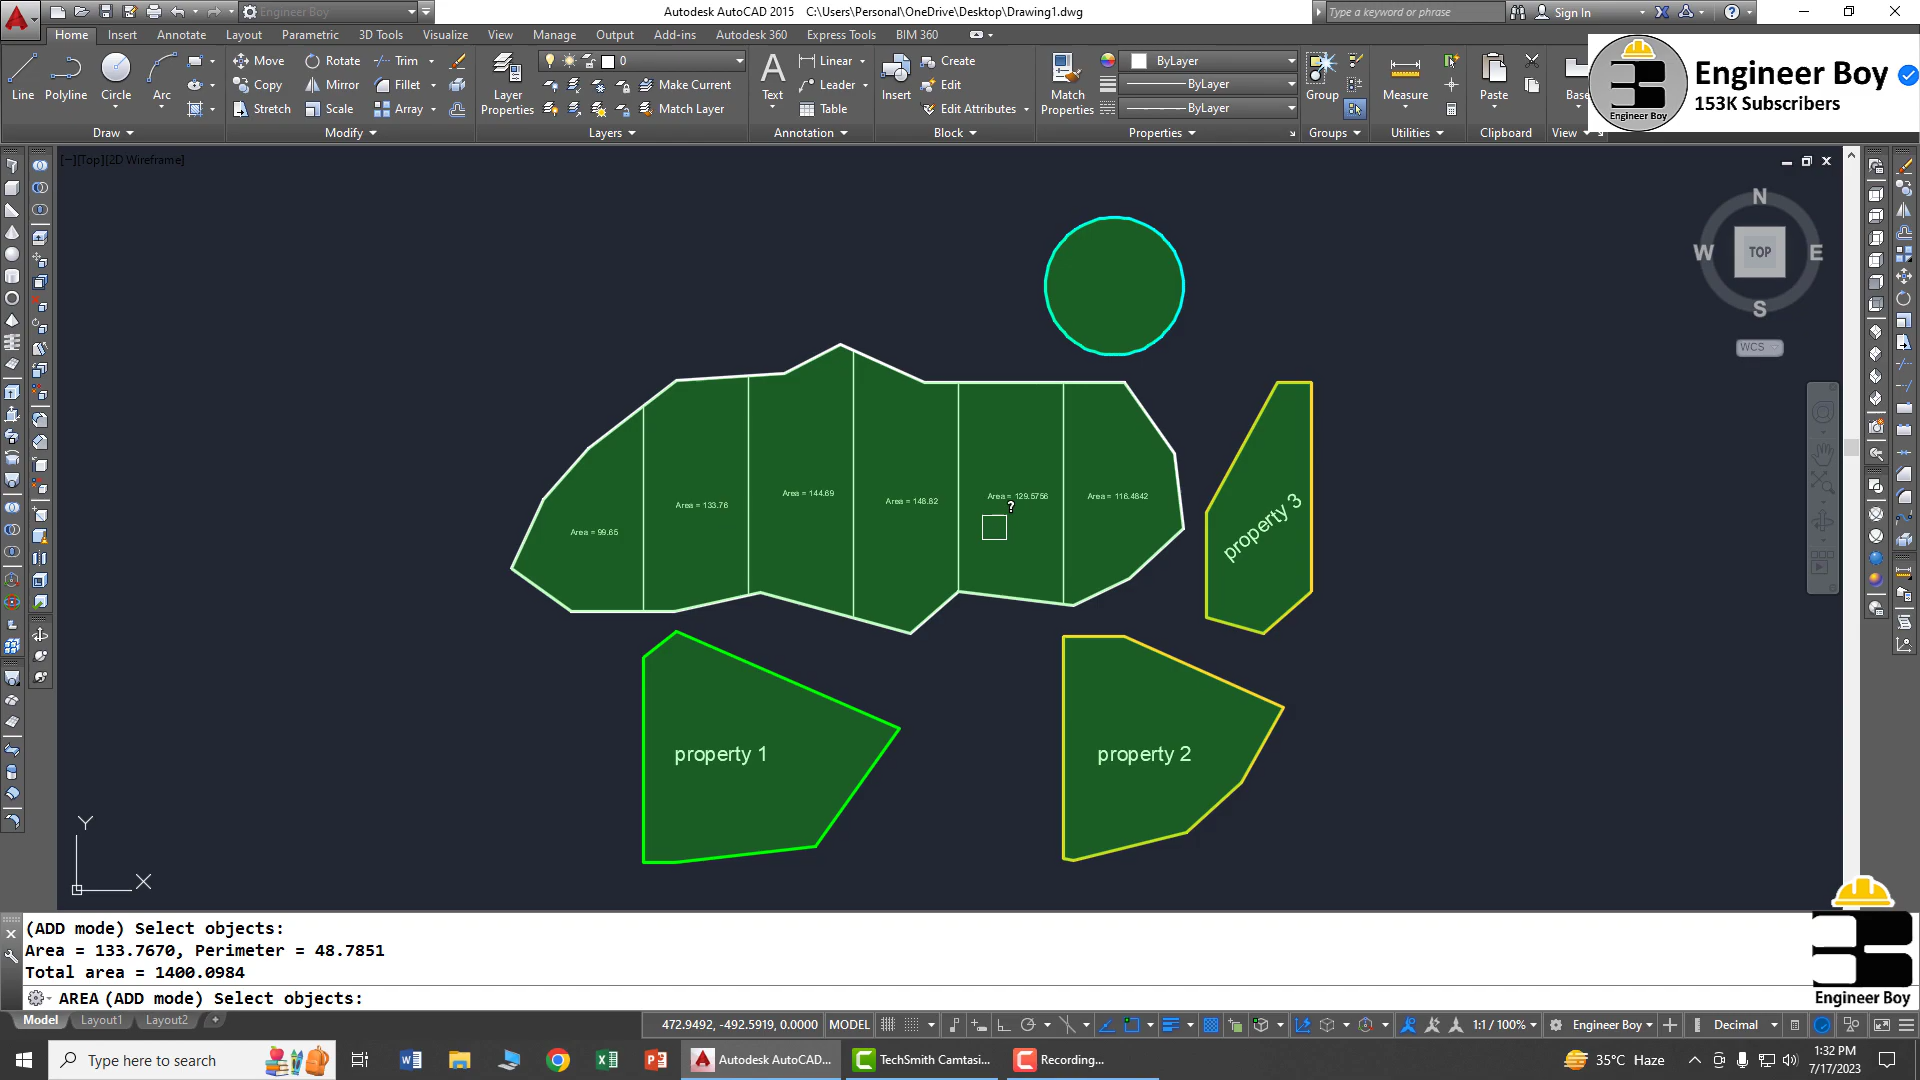 Engineer Boy
Autodesk AutoCAD 2015 C:\Users\Personal\OneDrive\Desktop\Drawing1.dwg
Type a keyword or phrase
Sign In
Home Insert Annotate Layout Parametric 3D Tools Visualize View Manage Output Add-ins Autodesk 360 Express Tools BIM 360
Line Polyline Circle Arc
Move Rotate Trim
Copy Mirror Fillet
Stretch Scale Array
Layer Properties
0
Make Current
Match Layer
Text
Linear
Leader
Table
Insert
Create
Edit
Edit Attributes
Match Properties
ByLayer
ByLayer
ByLayer
Group
Measure
Paste
Base
Draw Modify Layers Annotation Block Properties Groups Utilities Clipboard View
Engineer Boy
153K Subscribers
Engineer Boy
[−][Top][2D Wireframe]
N
W TOP E
S
WCS
Area = 99.65
Area = 133.76
Area = 144.69
Area = 148.82
Area = 129.5756
?
Area = 116.4842
property 3
property 1
property 2
Y
X
(ADD mode) Select objects:
Area = 133.7670, Perimeter = 48.7851
Total area = 1400.0984
AREA (ADD mode) Select objects:
Engineer Boy
Model Layout1 Layout2 +
472.9492, -492.5919, 0.0000 MODEL 1:1 / 100% Engineer Boy Decimal
Type here to search
Autodesk AutoCAD...
TechSmith Camtasi...
Recording...
35°C Haze
1:32 PM
7/17/2023